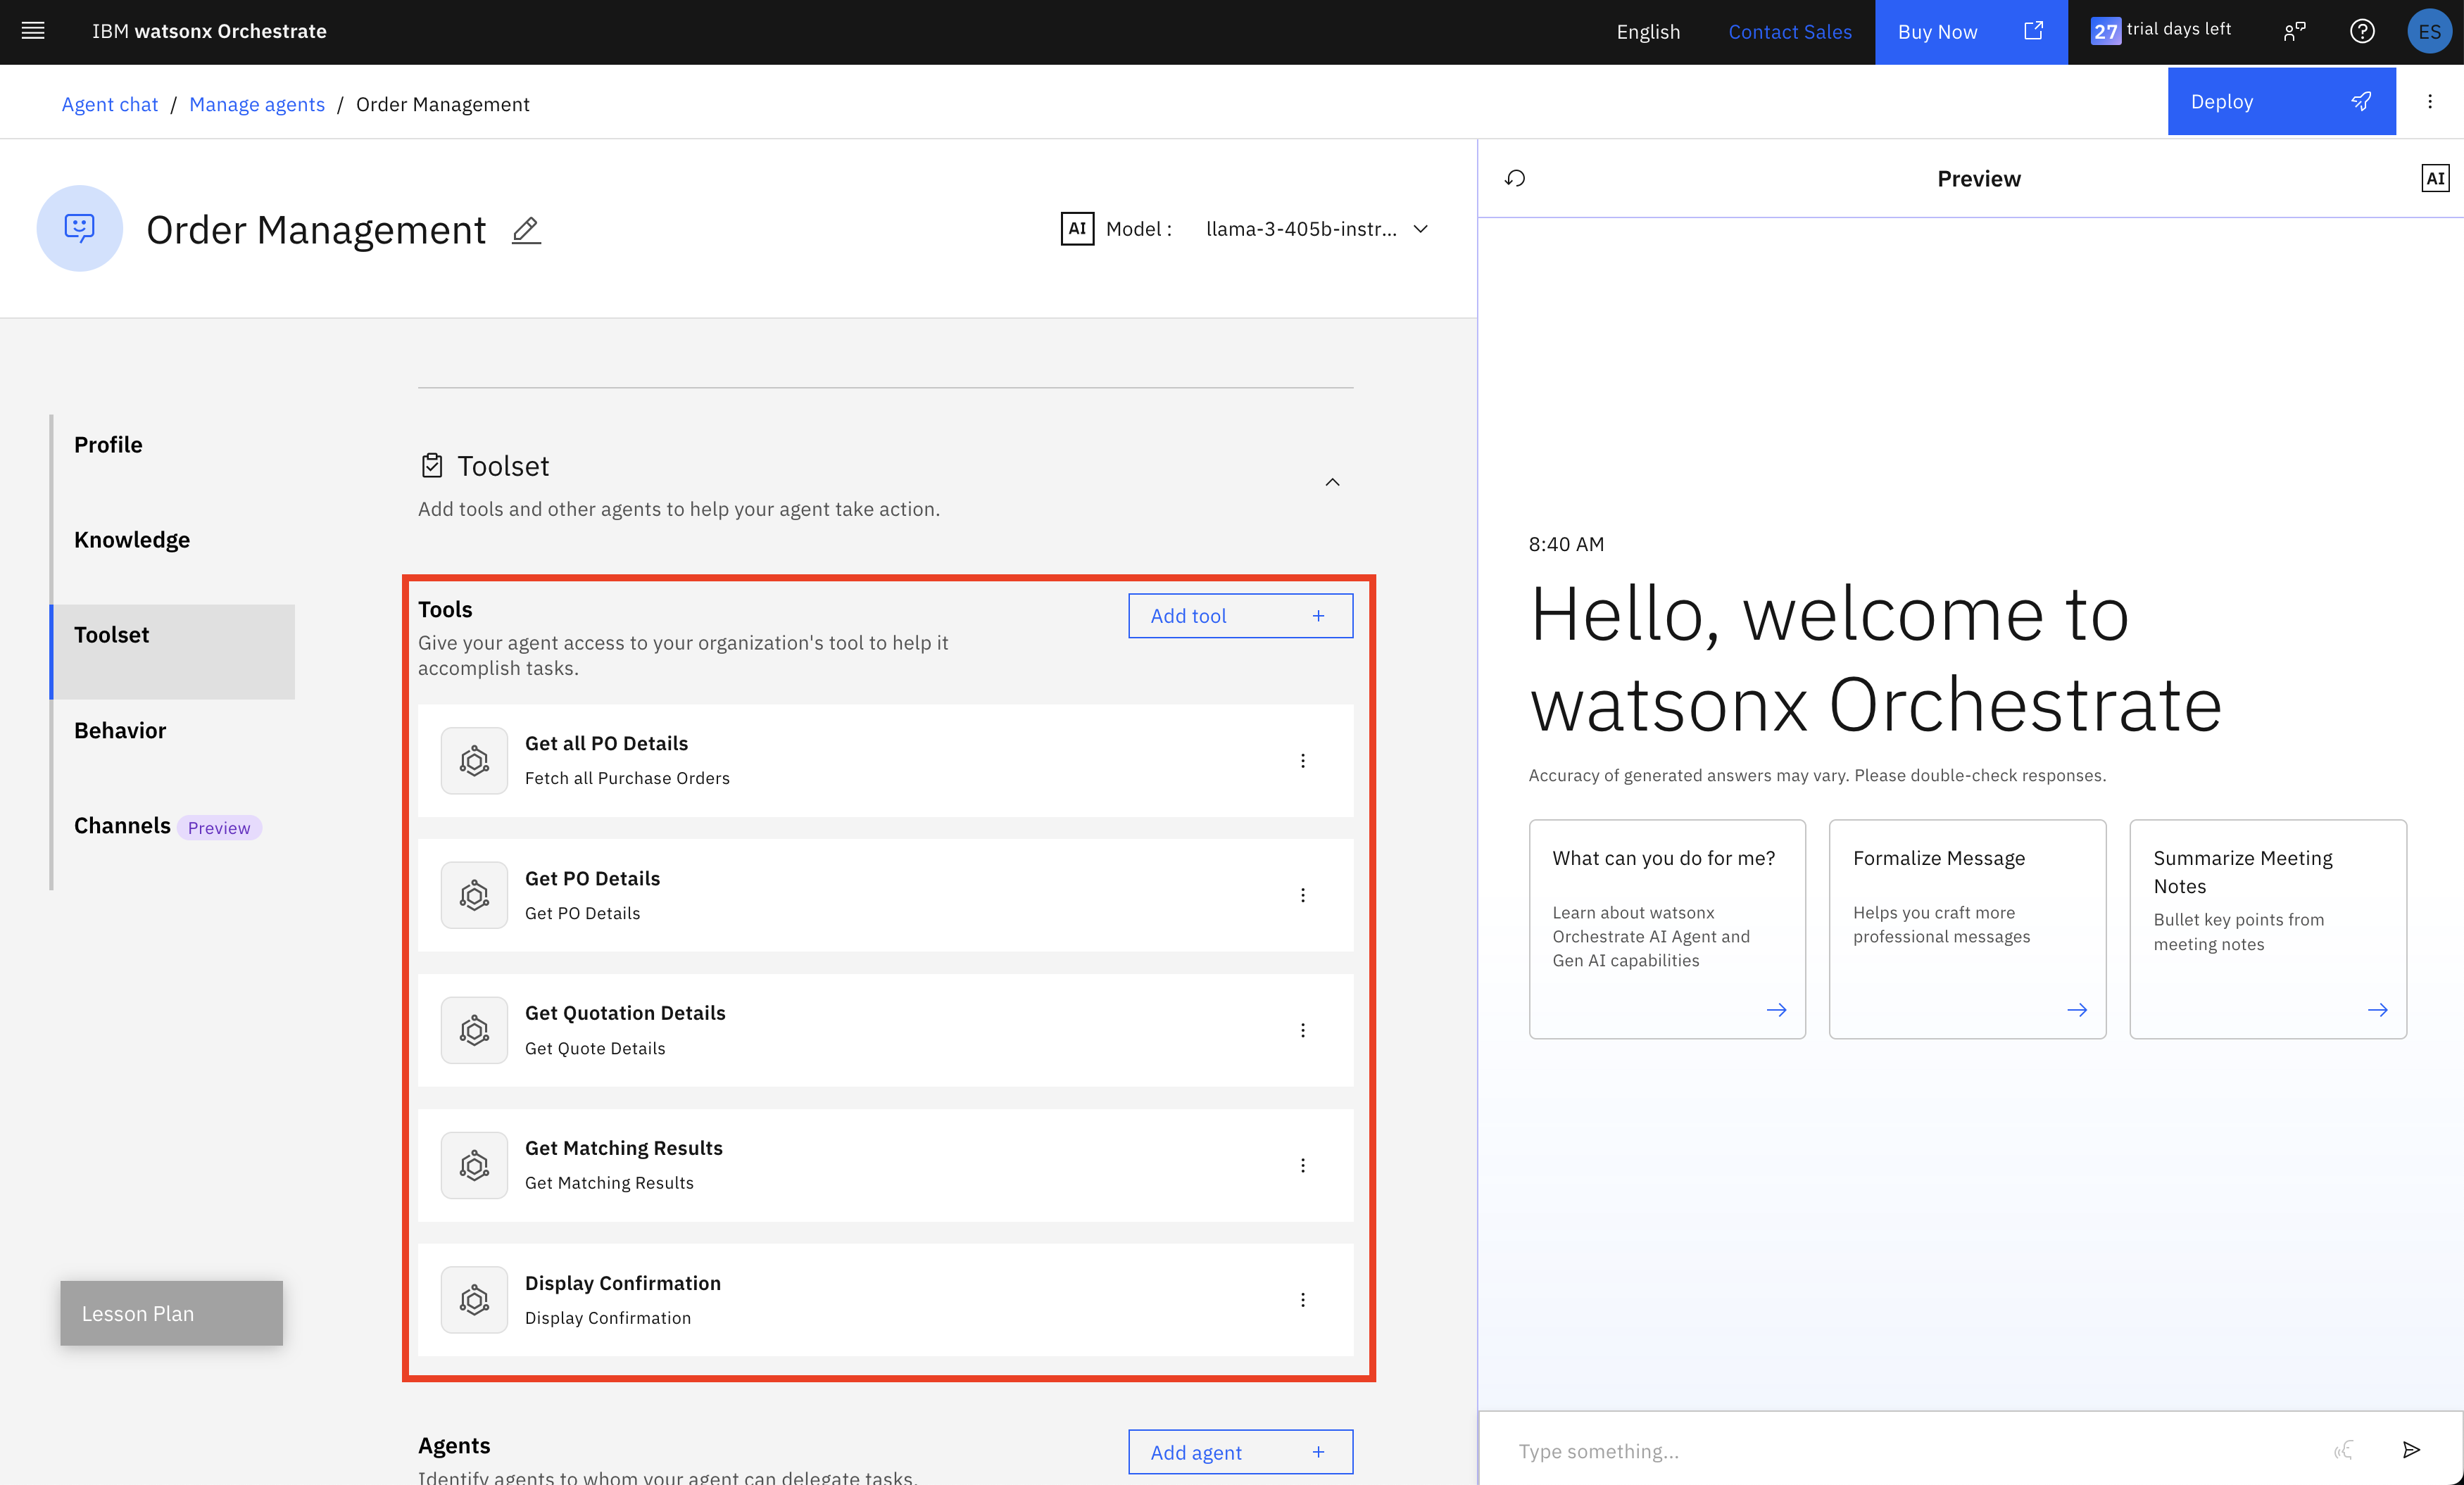 IBM watsonx Orchestrate
English
Contact Sales
Buy Now
27 trial days left
ES
Agent chat / Manage agents / Order Management
Deploy
Order Management
AI Model : llama-3-405b-instr...
Profile
Knowledge
Toolset
Behavior
Channels Preview
Lesson Plan
Toolset
Add tools and other agents to help your agent take action.
Tools
Add tool +
Give your agent access to your organization's tool to help it
accomplish tasks.
Get all PO Details
Fetch all Purchase Orders
Get PO Details
Get PO Details
Get Quotation Details
Get Quote Details
Get Matching Results
Get Matching Results
Display Confirmation
Display Confirmation
Agents
Add agent +
Identify agents to whom your agent can delegate tasks.
Preview
AI
8:40 AM
Hello, welcome to
watsonx Orchestrate
Accuracy of generated answers may vary. Please double-check responses.
What can you do for me?
Learn about watsonx
Orchestrate AI Agent and
Gen AI capabilities
Formalize Message
Helps you craft more
professional messages
Summarize Meeting
Notes
Bullet key points from
meeting notes
Type something...